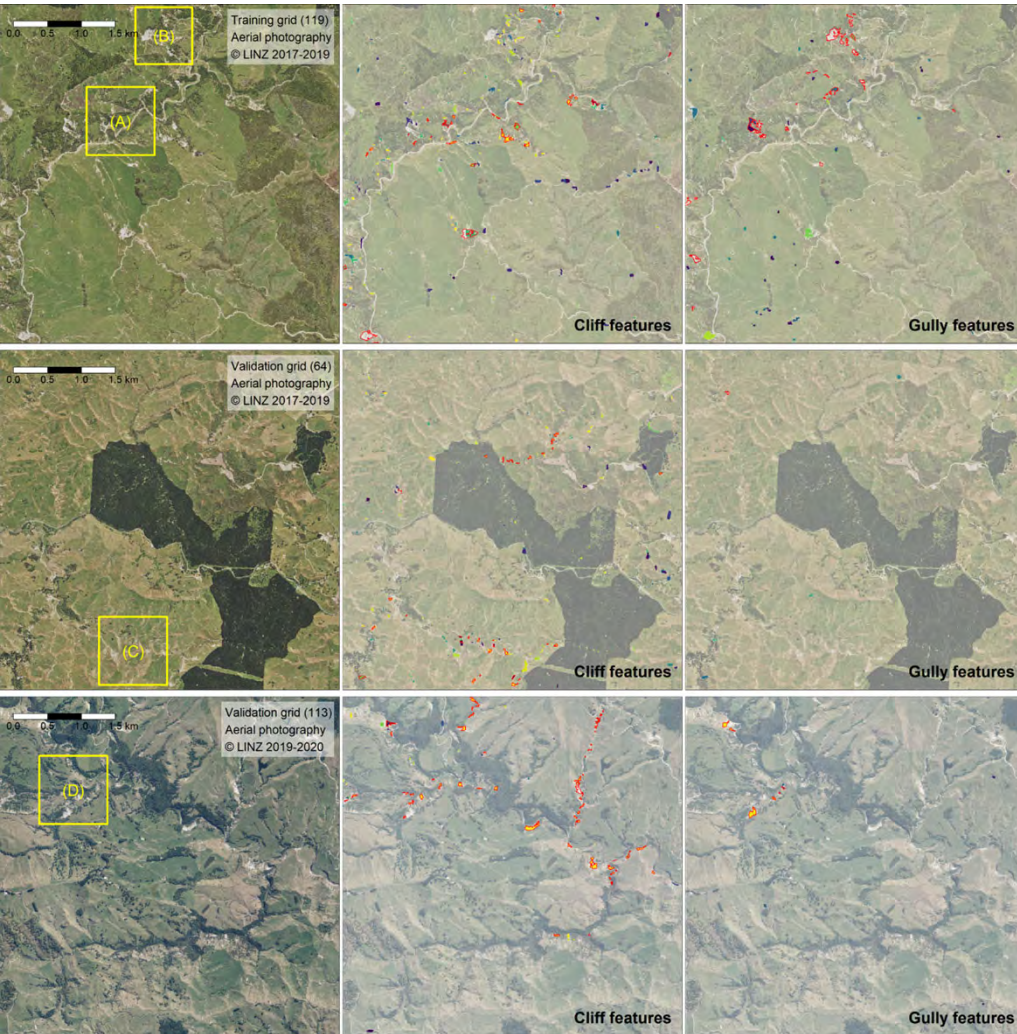 Training grid (119)
Aerial photography
© LINZ 2017-2019
0.0 0.5 1.0 1.5 km
(B)
(A)
Cliff features
Gully features
Validation grid (64)
Aerial photography
© LINZ 2017-2019
0.0 0.5 1.0 1.5 km
(C)
Cliff features
Gully features
Validation grid (113)
Aerial photography
© LINZ 2019-2020
0.0 0.5 1.0 1.5 km
(D)
Cliff features
Gully features